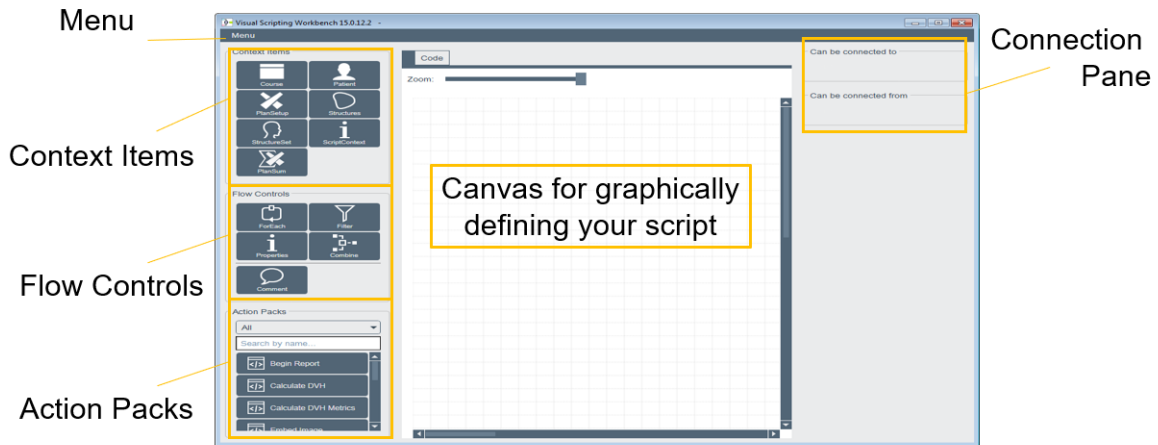 Visual Scripting Workbench 15.0.12.2 -
Menu
Menu
Context Items
Course
Patient
PlanSetup
Structures
StructureSet
ScriptContext
PlanSum
Context Items
Flow Controls
ForEach
Filter
Properties
Combine
Comment
Flow Controls
Action Packs
All
Search by name...
</> Begin Report
</> Calculate DVH
</> Calculate DVH Metrics
</> Embed Image
Action Packs
Code
Zoom:
Canvas for graphically
defining your script
Can be connected to
Can be connected from
Connection
Pane